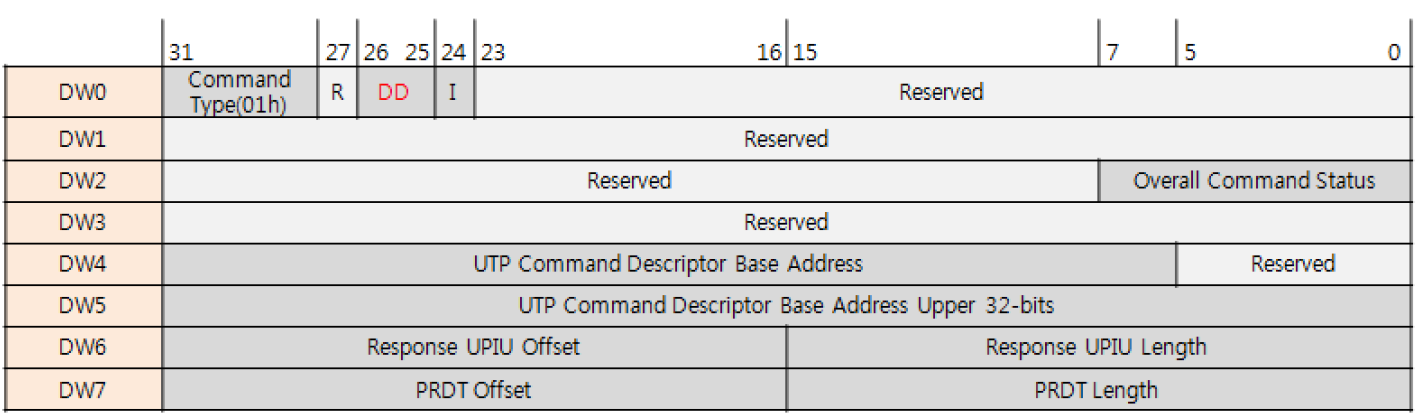 31 27 26 25 24 23 16 15 7 5 0
DW0 Command Type(01h) R DD I Reserved
DW1 Reserved
DW2 Reserved Overall Command Status
DW3 Reserved
DW4 UTP Command Descriptor Base Address Reserved
DW5 UTP Command Descriptor Base Address Upper 32-bits
DW6 Response UPIU Offset Response UPIU Length
DW7 PRDT Offset PRDT Length